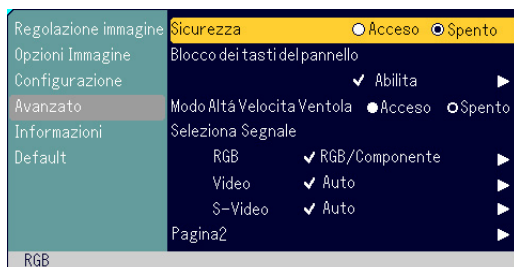 Regolazione immagine
Opzioni Immagine
Configurazione
Avanzato
Informazioni
Default
Sicurezza Acceso Spento
Blocco dei tasti del pannello
Abilita
Modo Altá Velocita Ventola Acceso Spento
Seleziona Segnale
RGB RGB/Componente
Video Auto
S-Video Auto
Pagina2
RGB